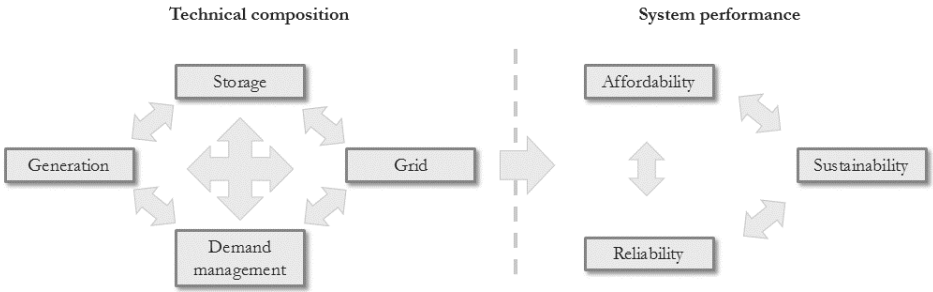 Technical composition
System performance
Storage
Generation
Grid
Demand
management
Affordability
Sustainability
Reliability